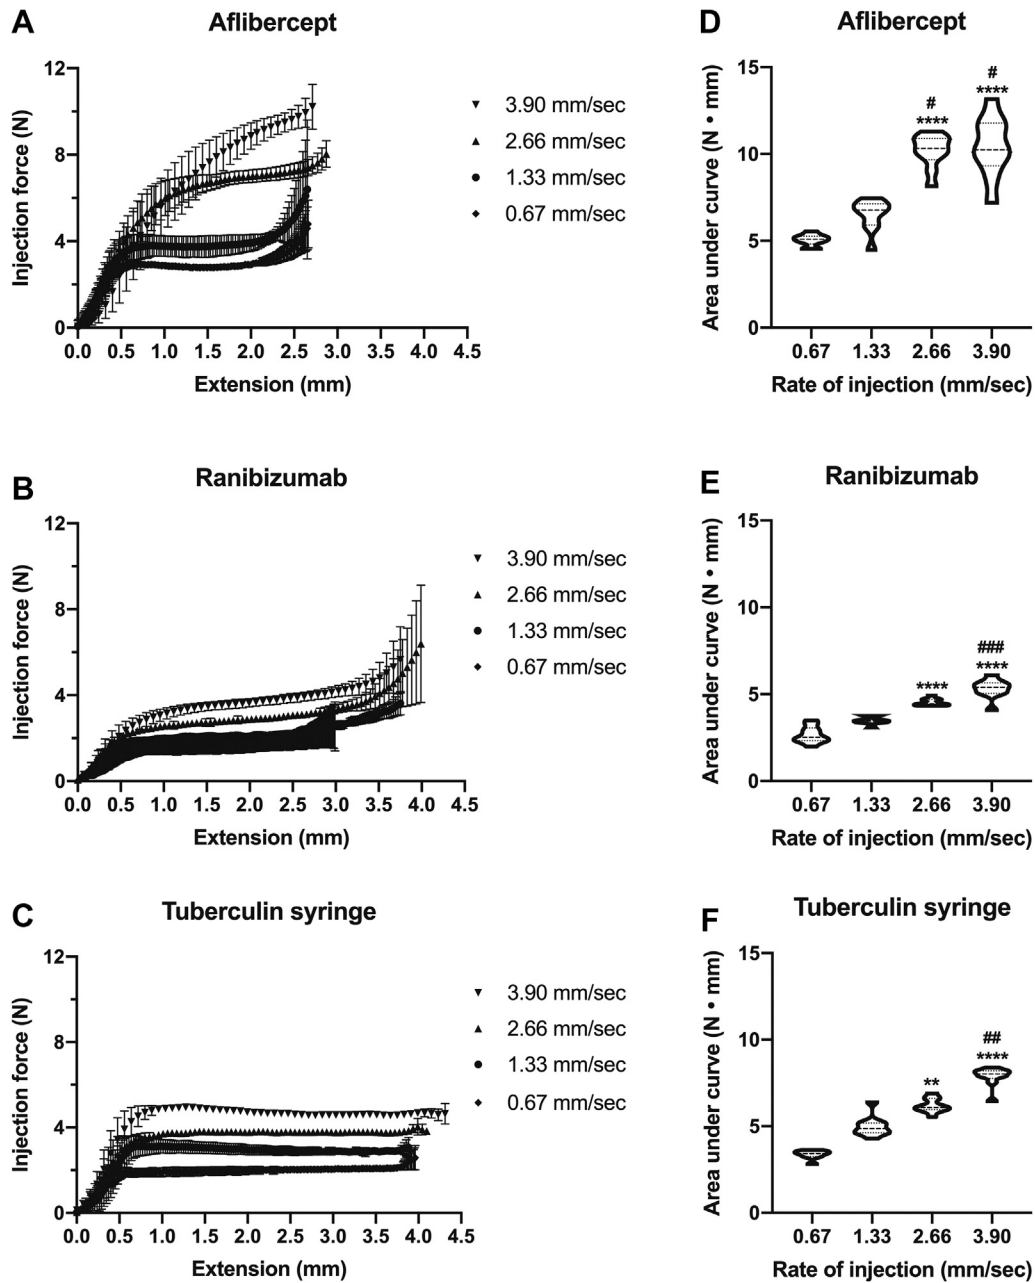 A
Aflibercept
12
8
4
0
Injection force (N)
0.0 0.5 1.0 1.5 2.0 2.5 3.0 3.5 4.0 4.5
Extension (mm)
3.90 mm/sec
2.66 mm/sec
1.33 mm/sec
0.67 mm/sec
D
Aflibercept
15
10
5
0
Area under curve (N • mm)
#
****
#
****
0.67 1.33 2.66 3.90
Rate of injection (mm/sec)
B
Ranibizumab
12
8
4
0
Injection force (N)
0.0 0.5 1.0 1.5 2.0 2.5 3.0 3.5 4.0 4.5
Extension (mm)
3.90 mm/sec
2.66 mm/sec
1.33 mm/sec
0.67 mm/sec
E
Ranibizumab
15
10
5
0
Area under curve (N • mm)
****
###
****
0.67 1.33 2.66 3.90
Rate of injection (mm/sec)
C
Tuberculin syringe
12
8
4
0
Injection force (N)
0.0 0.5 1.0 1.5 2.0 2.5 3.0 3.5 4.0 4.5
Extension (mm)
3.90 mm/sec
2.66 mm/sec
1.33 mm/sec
0.67 mm/sec
F
Tuberculin syringe
15
10
5
0
Area under curve (N • mm)
**
##
****
0.67 1.33 2.66 3.90
Rate of injection (mm/sec)